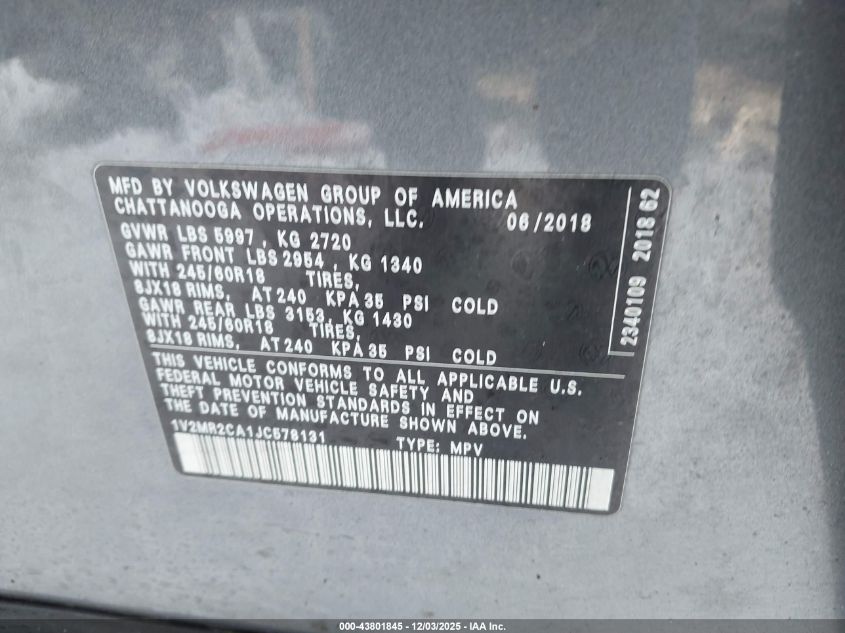 MFD BY VOLKSWAGEN GROUP OF AMERICA
CHATTANOOGA OPERATIONS, LLC. 06/2018
GVWR LBS 5997 , KG 2720
GAWR FRONT LBS 2954 , KG 1340
WITH 245/60R18 TIRES,
8JX18 RIMS, AT 240 KPA 35 PSI COLD
GAWR REAR LBS 3153, KG 1430
WITH 245/60R18 TIRES,
8JX18 RIMS, AT 240 KPA 35 PSI COLD
THIS VEHICLE CONFORMS TO ALL APPLICABLE U.S.
FEDERAL MOTOR VEHICLE SAFETY AND
THEFT PREVENTION STANDARDS IN EFFECT ON
THE DATE OF MANUFACTURE SHOWN ABOVE.
1V2MR2CA1JC578131 TYPE: MPV
2340109 2018 62
000-43801845 - 12/03/2025 - IAA Inc.